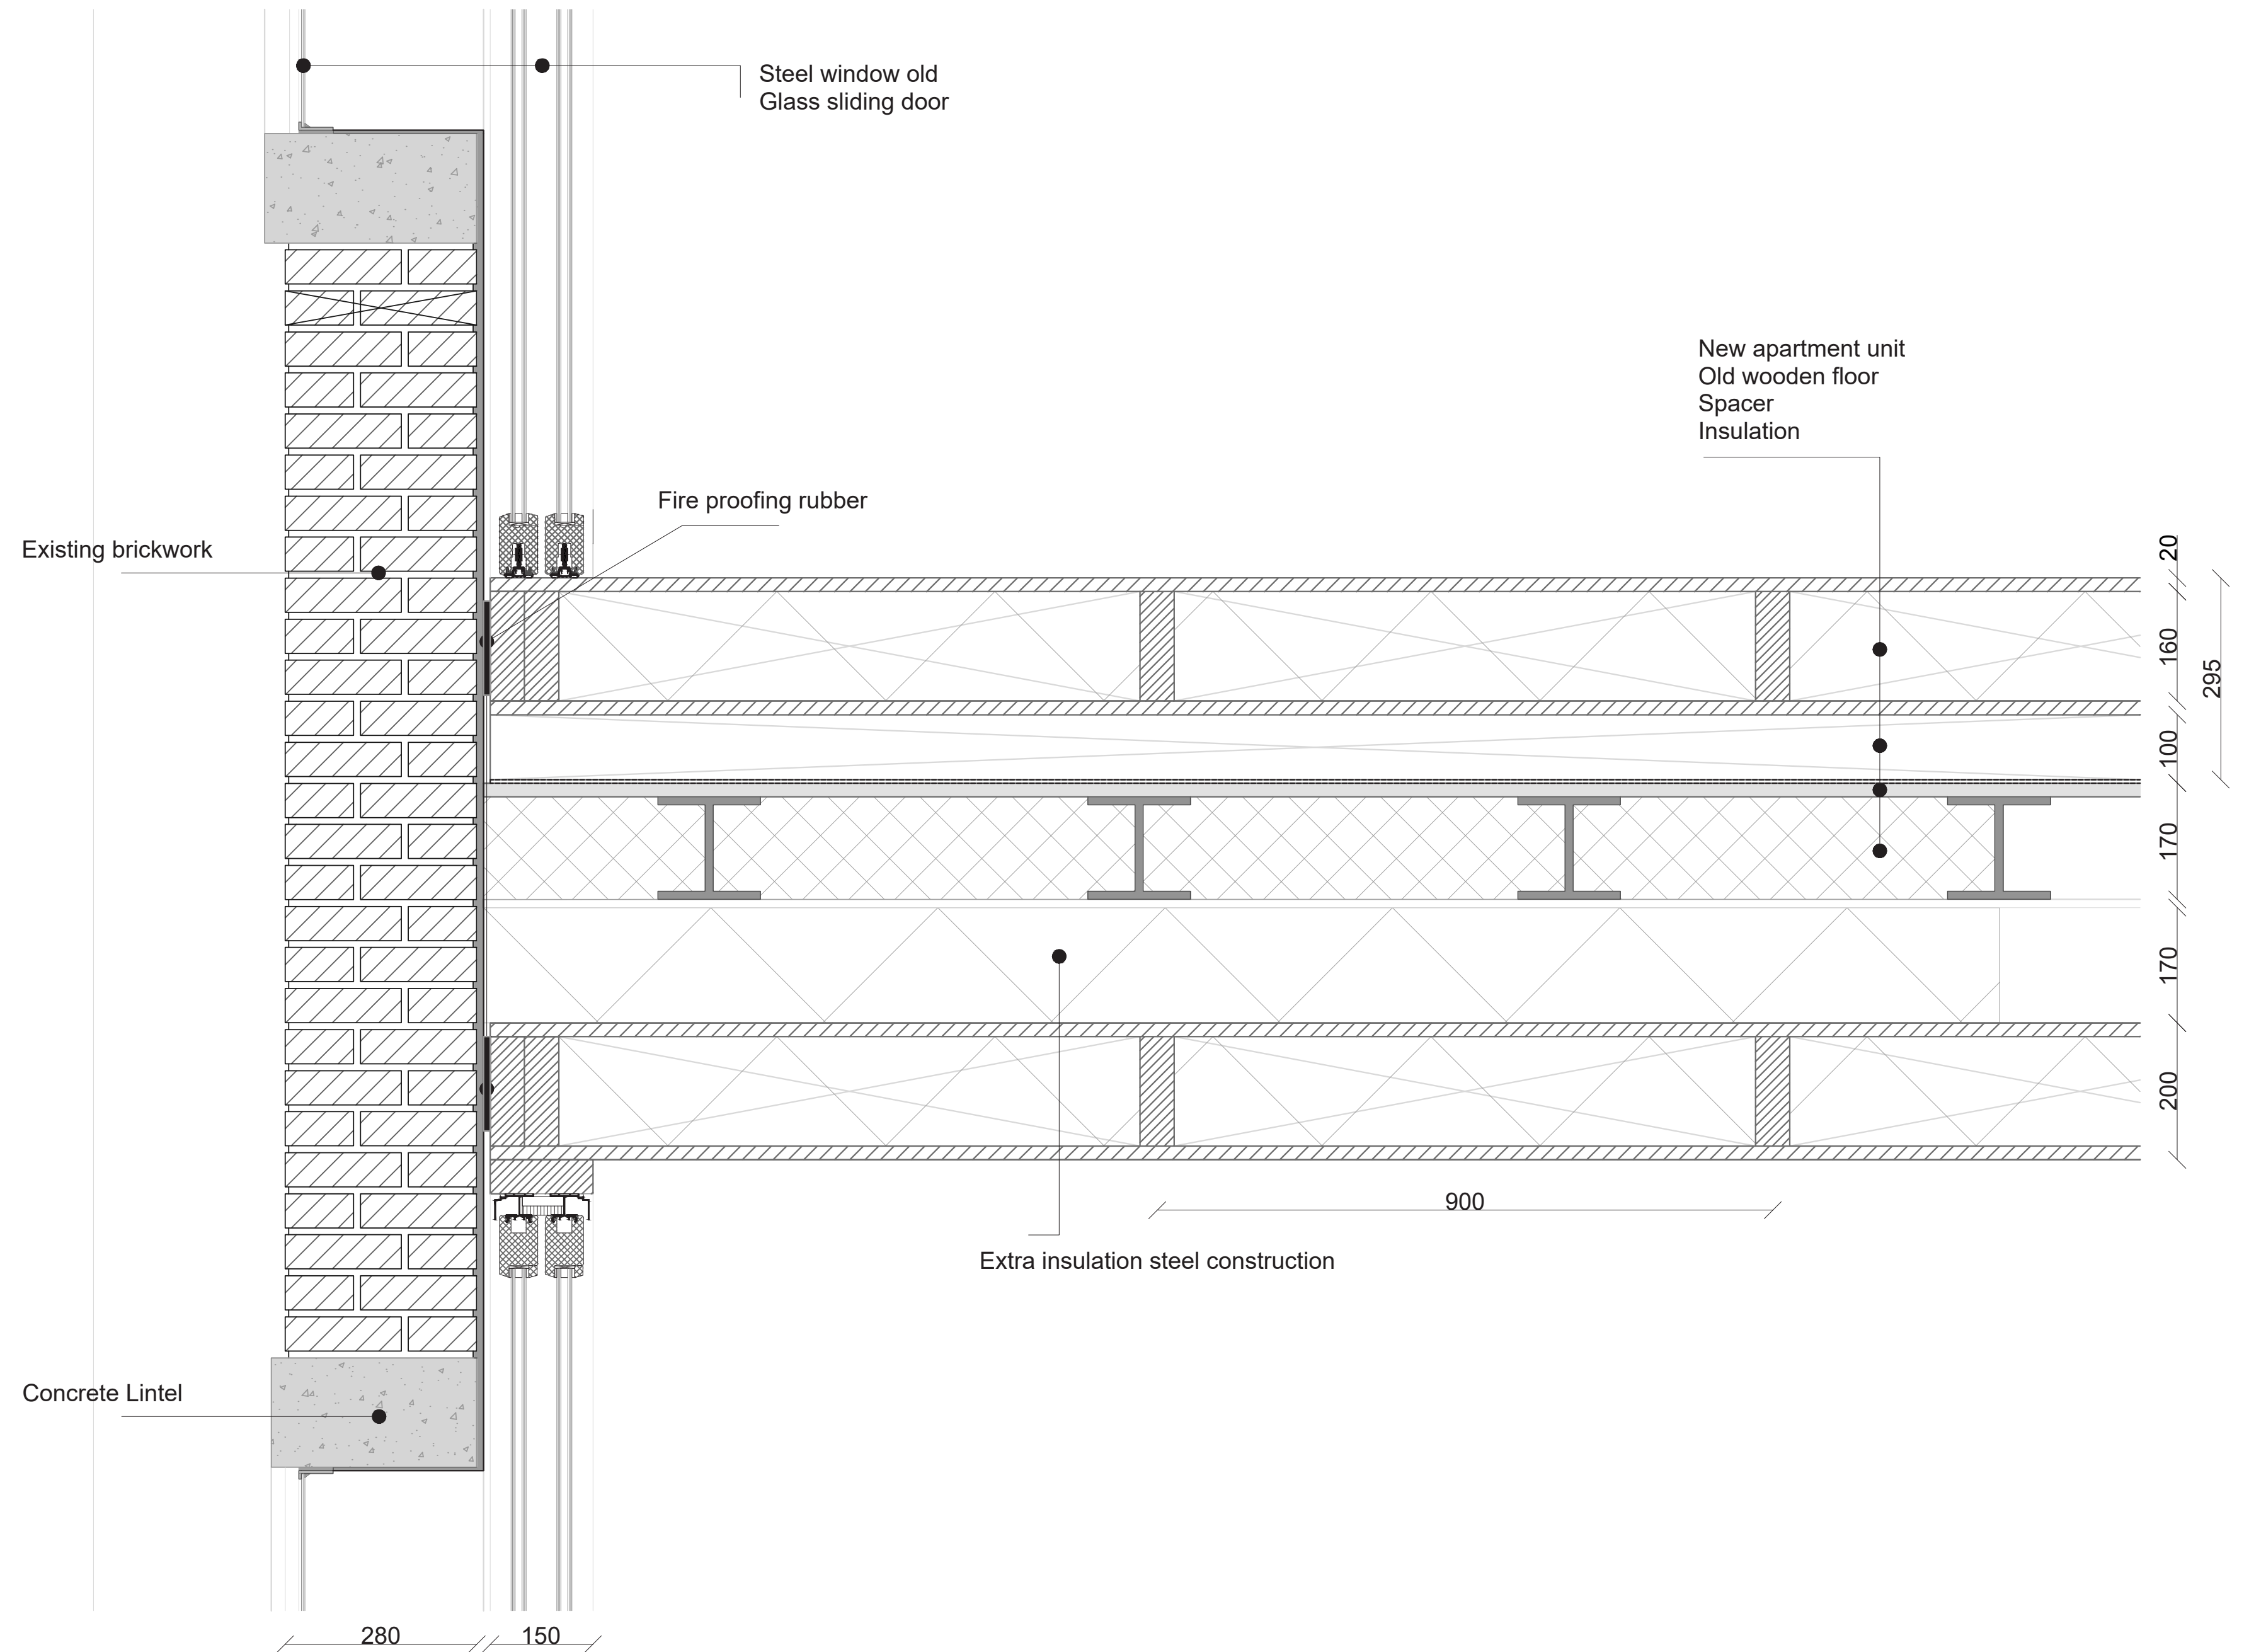 Steel window old
Glass sliding door
New apartment unit
Old wooden floor
Spacer
Insulation
Fire proofing rubber
Existing brickwork
20
160
295
100
170
170
200
900
Extra insulation steel construction
Concrete Lintel
280
150